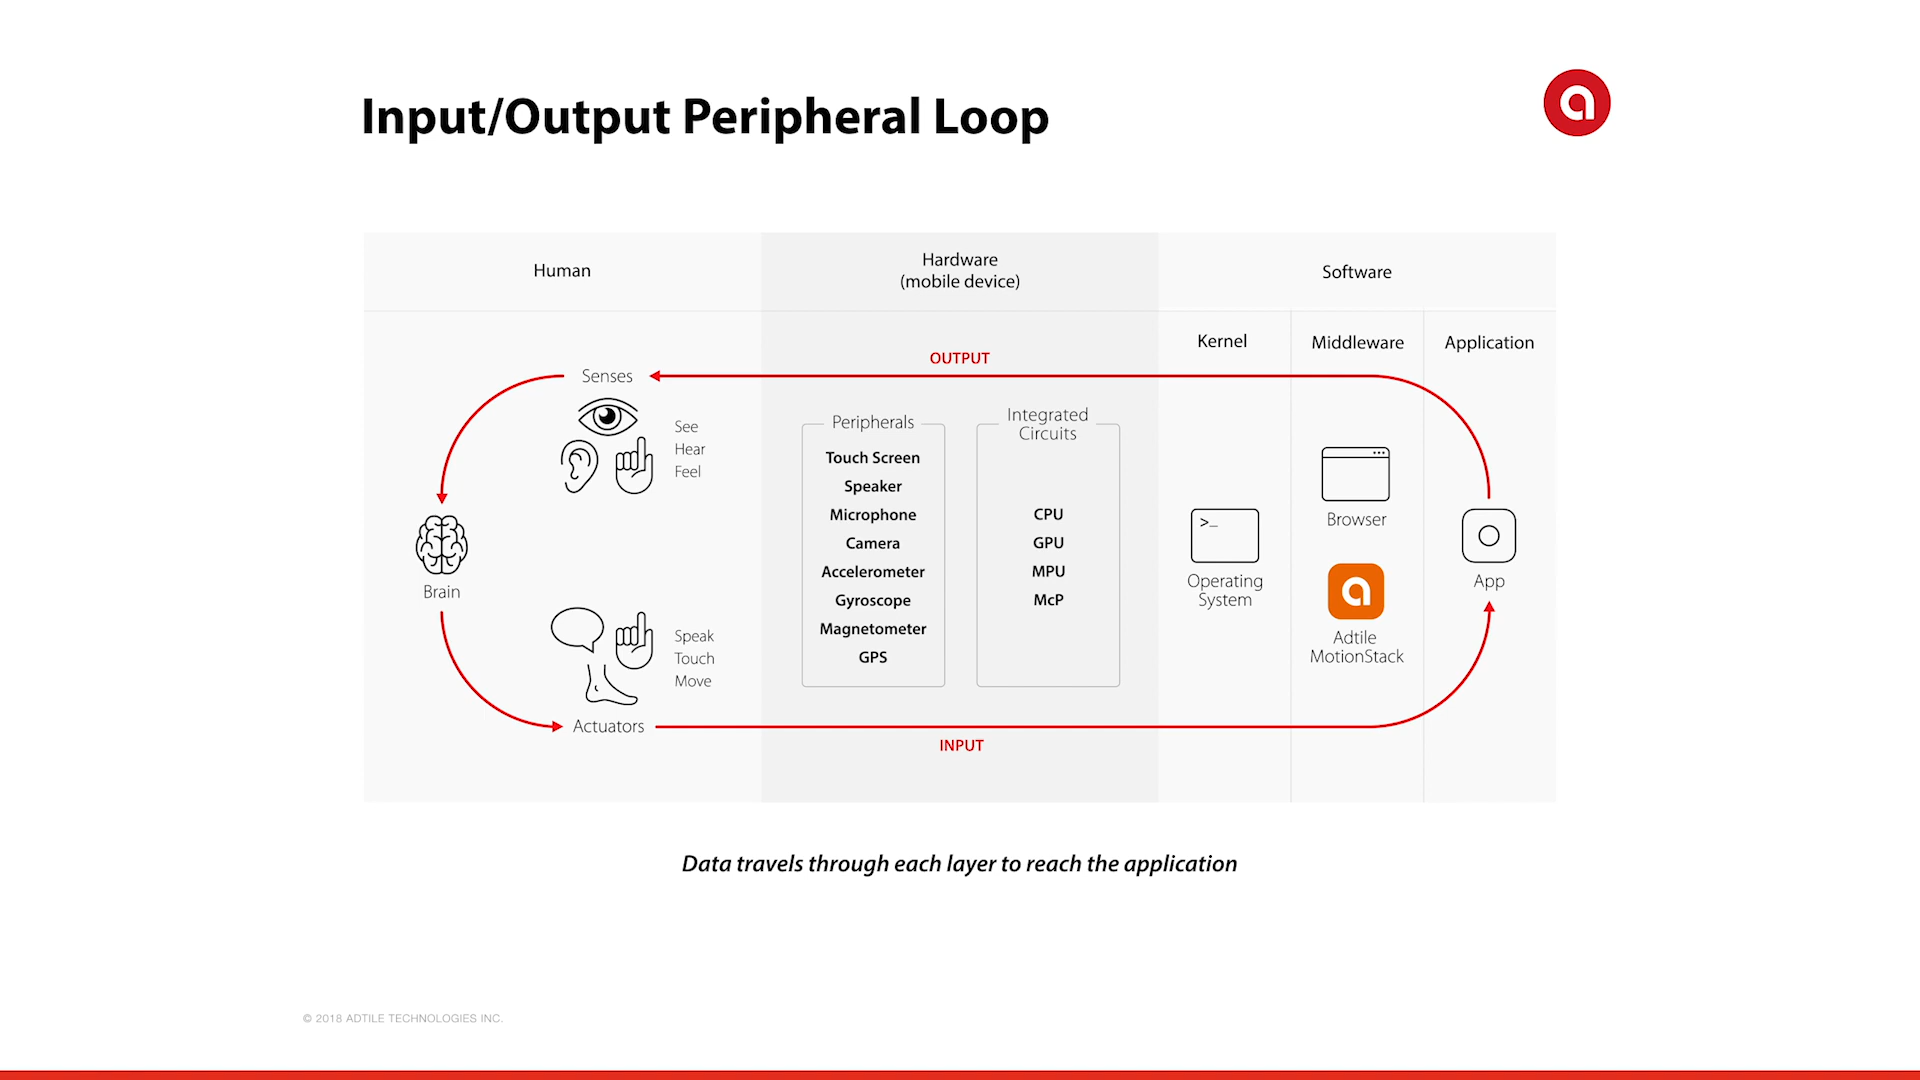 Input/Output Peripheral Loop
Human
Hardware
(mobile device)
Software
Kernel
Middleware
Application
OUTPUT
Senses
See
Hear
Feel
Brain
Speak
Touch
Move
Actuators
Peripherals
Touch Screen
Speaker
Microphone
Camera
Accelerometer
Gyroscope
Magnetometer
GPS
Integrated
Circuits
CPU
GPU
MPU
McP
>_
Operating
System
Browser
Adtile
MotionStack
App
INPUT
Data travels through each layer to reach the application
© 2018 ADTILE TECHNOLOGIES INC.